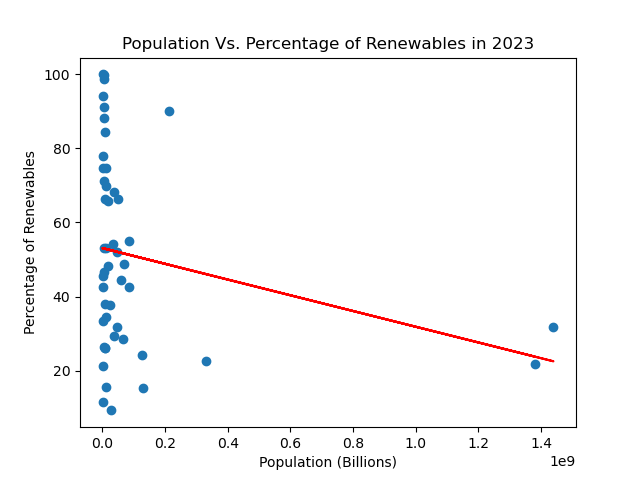 Population Vs. Percentage of Renewables in 2023
100
80
60
40
20
Percentage of Renewables
0.0 0.2 0.4 0.6 0.8 1.0 1.2 1.4
1e9
Population (Billions)